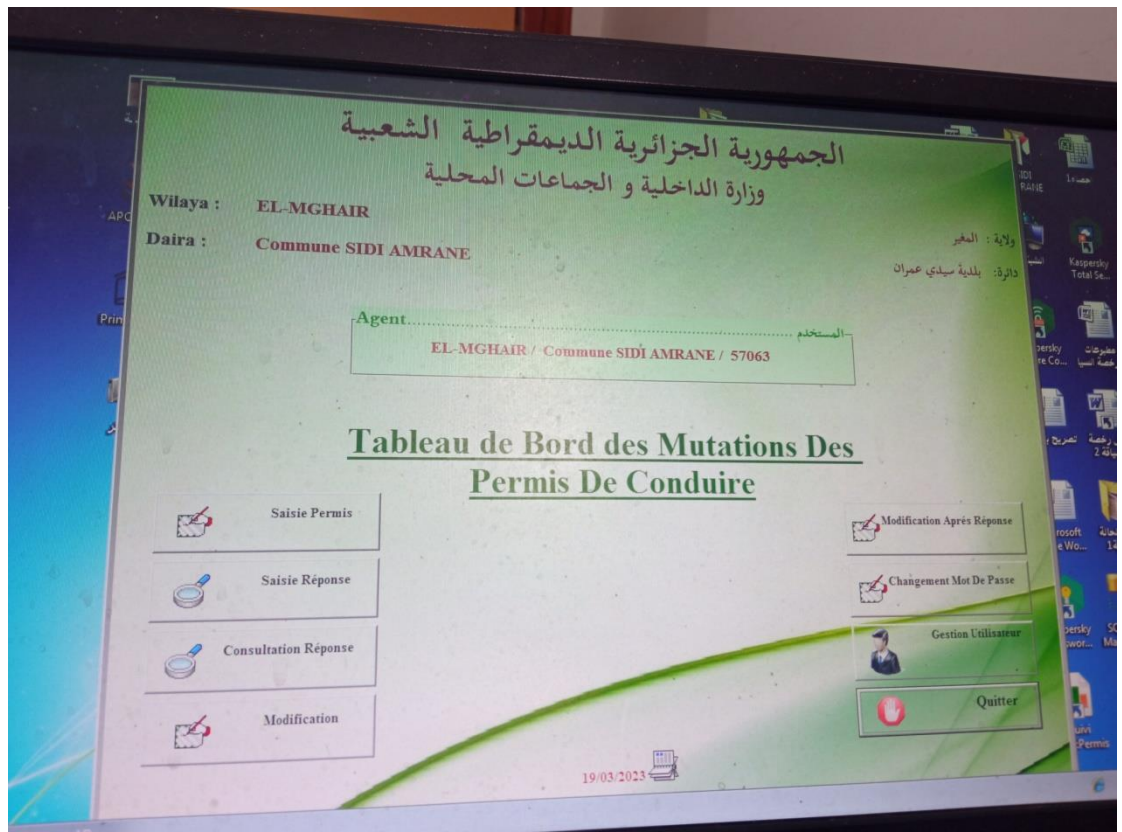 الجمهورية الجزائرية الديمقراطية الشعبية
وزارة الداخلية و الجماعات المحلية
Wilaya : EL-MGHAIR
ولاية : المغير
Daira : Commune SIDI AMRANE
دائرة: بلدية سيدي عمران
Agent المستخدم
EL-MGHAIR / Commune SIDI AMRANE / 57063
Tableau de Bord des Mutations Des
Permis De Conduire
Saisie Permis
Modification Aprés Réponse
Saisie Réponse
Changement Mot De Passe
Consultation Réponse
Gestion Utilisateur
Modification
Quitter
19/03/2023
Kaspersky
Total Se...